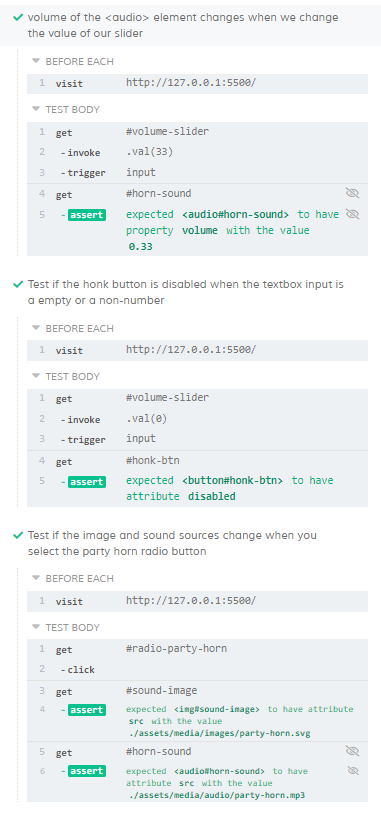 volume of the <audio> element changes when we change
the value of our slider
BEFORE EACH
1 visit http://127.0.0.1:5500/
TEST BODY
1 get #volume-slider
2 -invoke .val(33)
3 -trigger input
4 get #horn-sound
5 -assert expected <audio#horn-sound> to have
property volume with the value
0.33
Test if the honk button is disabled when the textbox input is
a empty or a non-number
BEFORE EACH
1 visit http://127.0.0.1:5500/
TEST BODY
1 get #volume-slider
2 -invoke .val(0)
3 -trigger input
4 get #honk-btn
5 -assert expected <button#honk-btn> to have
attribute disabled
Test if the image and sound sources change when you
select the party horn radio button
BEFORE EACH
1 visit http://127.0.0.1:5500/
TEST BODY
1 get #radio-party-horn
2 -click
3 get #sound-image
4 -assert expected <img#sound-image> to have attribute
src with the value
./assets/media/images/party-horn.svg
5 get #horn-sound
6 -assert expected <audio#horn-sound> to have
attribute src with the value
./assets/media/audio/party-horn.mp3